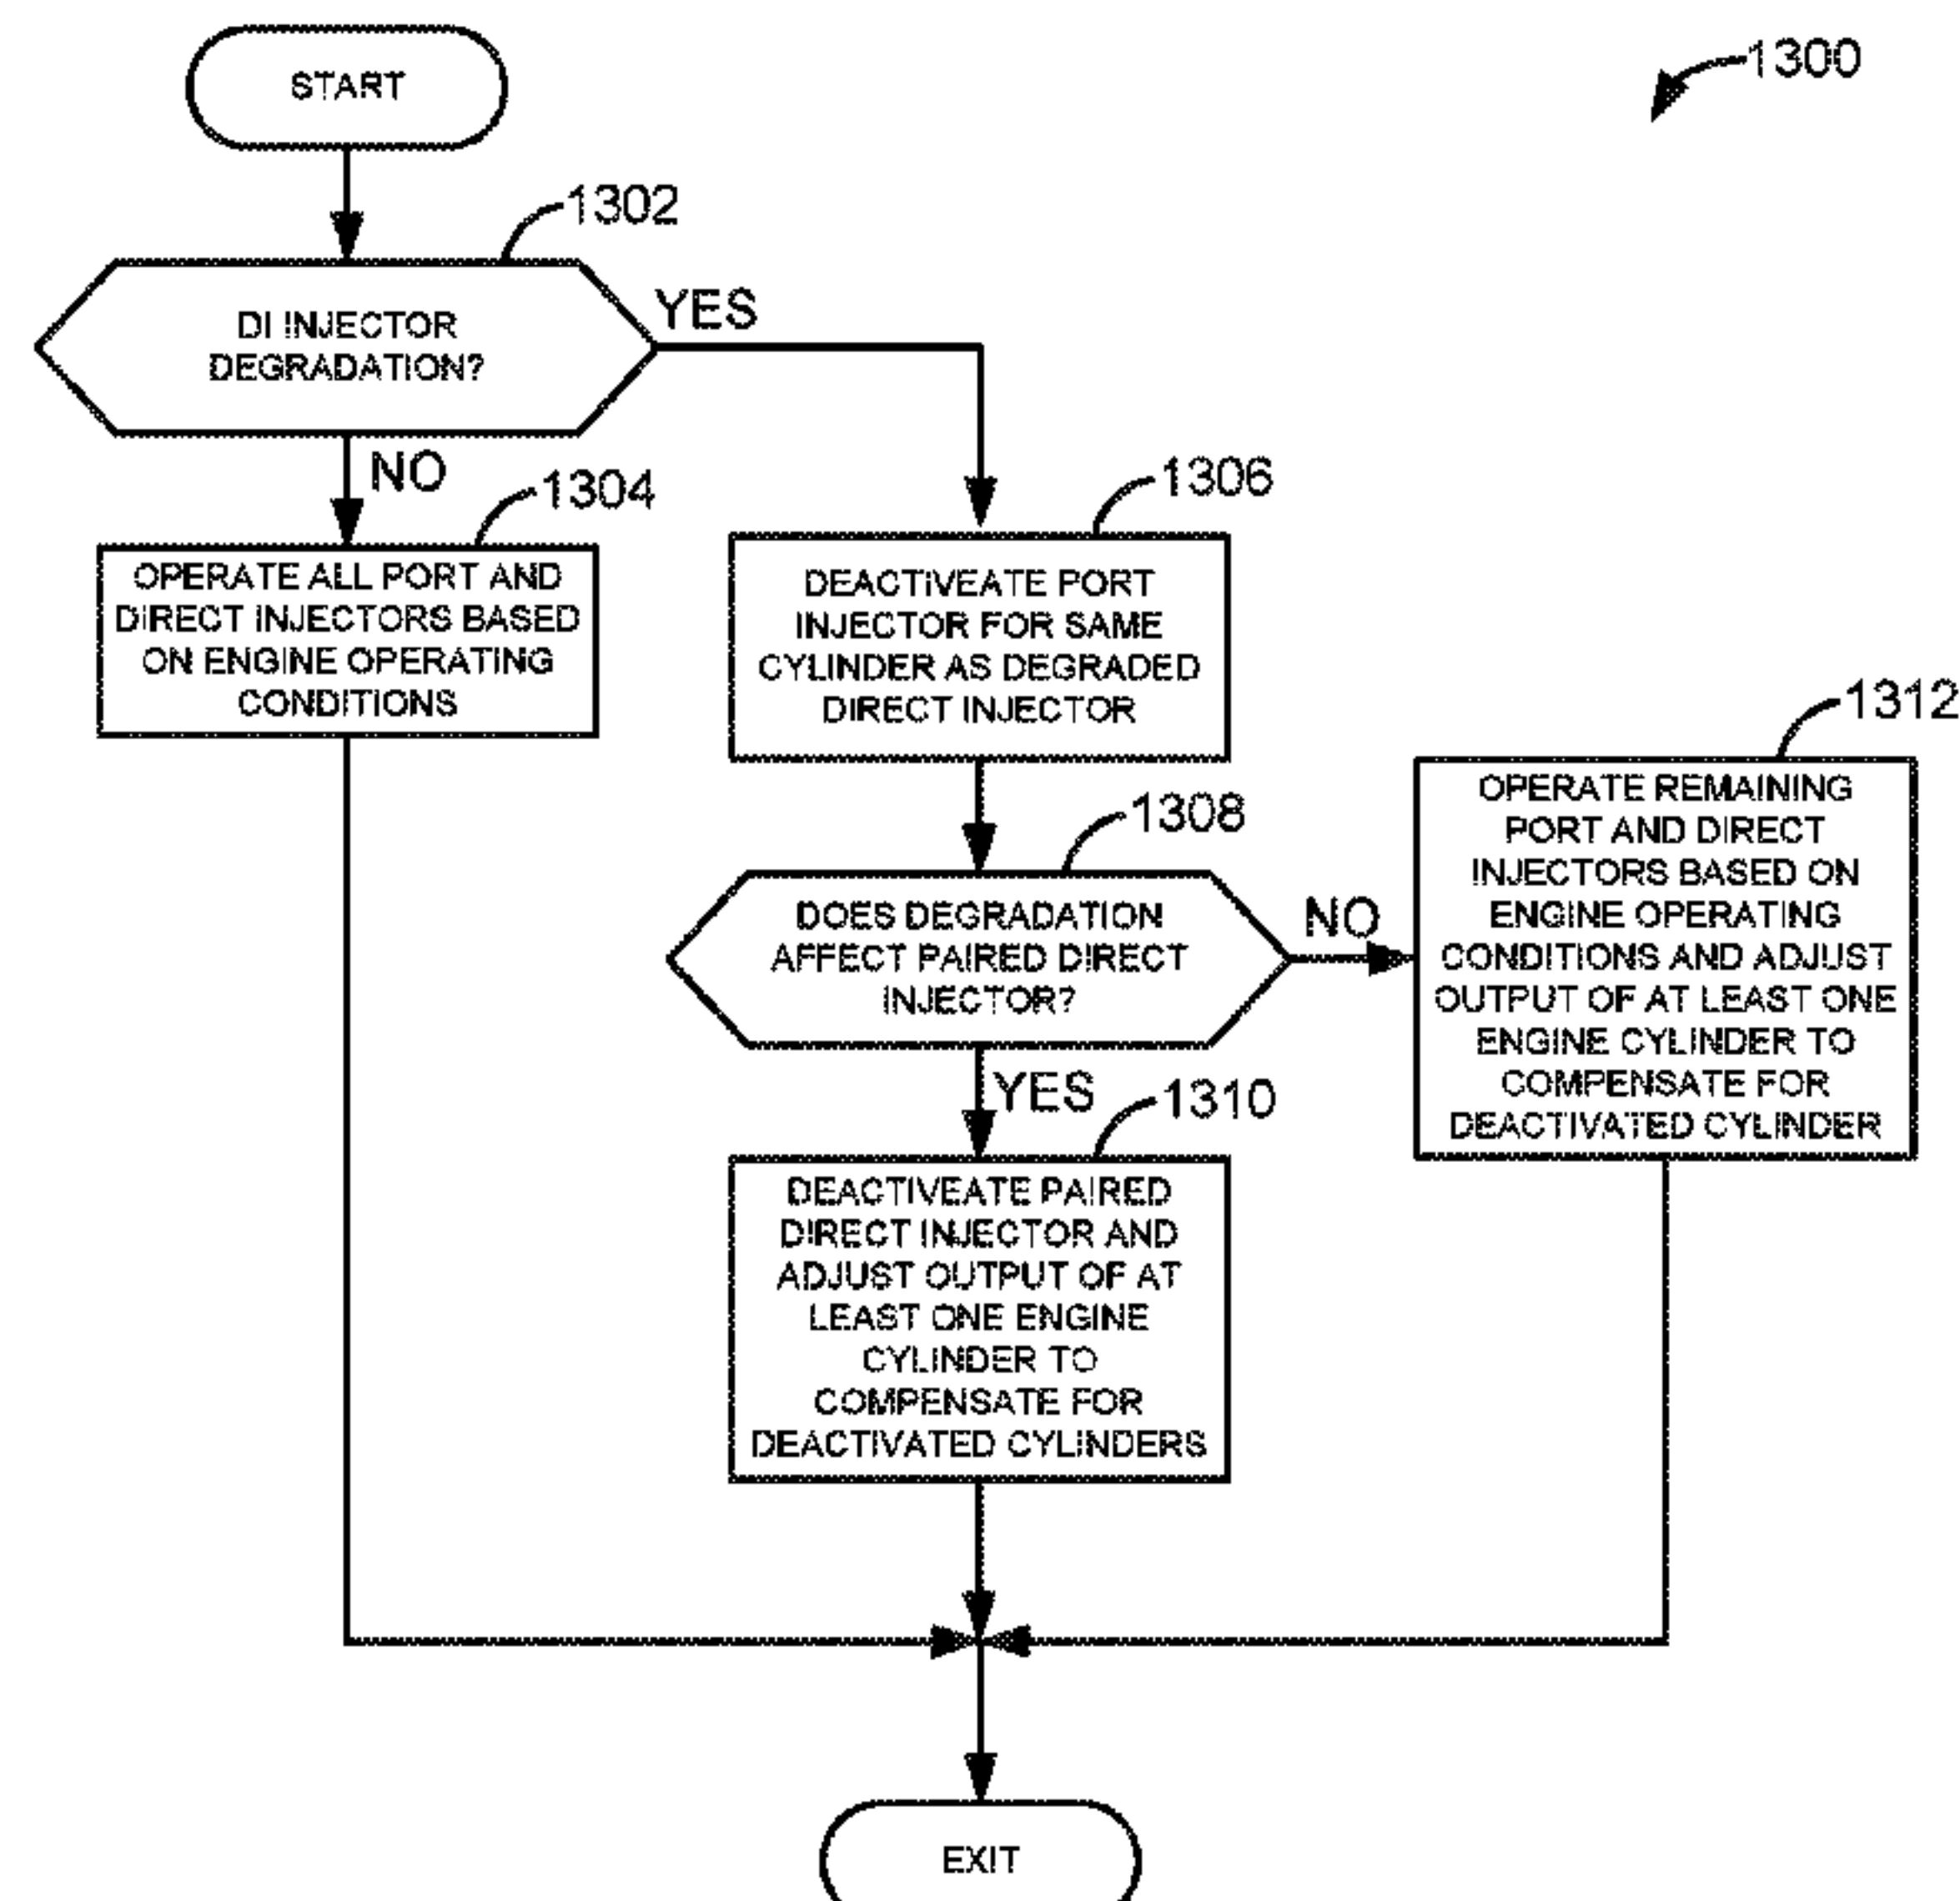 START
1300
1302
DI INJECTOR
DEGRADATION?
YES
NO
1304
OPERATE ALL PORT AND
DIRECT INJECTORS BASED
ON ENGINE OPERATING
CONDITIONS
1306
DEACTIVEATE PORT
INJECTOR FOR SAME
CYLINDER AS DEGRADED
DIRECT INJECTOR
1308
DOES DEGRADATION
AFFECT PAIRED DIRECT
INJECTOR?
NO
1312
OPERATE REMAINING
PORT AND DIRECT
INJECTORS BASED ON
ENGINE OPERATING
CONDITIONS AND ADJUST
OUTPUT OF AT LEAST ONE
ENGINE CYLINDER TO
COMPENSATE FOR
DEACTIVATED CYLINDER
YES
1310
DEACTIVEATE PAIRED
DIRECT INJECTOR AND
ADJUST OUTPUT OF AT
LEAST ONE ENGINE
CYLINDER TO
COMPENSATE FOR
DEACTIVATED CYLINDERS
EXIT